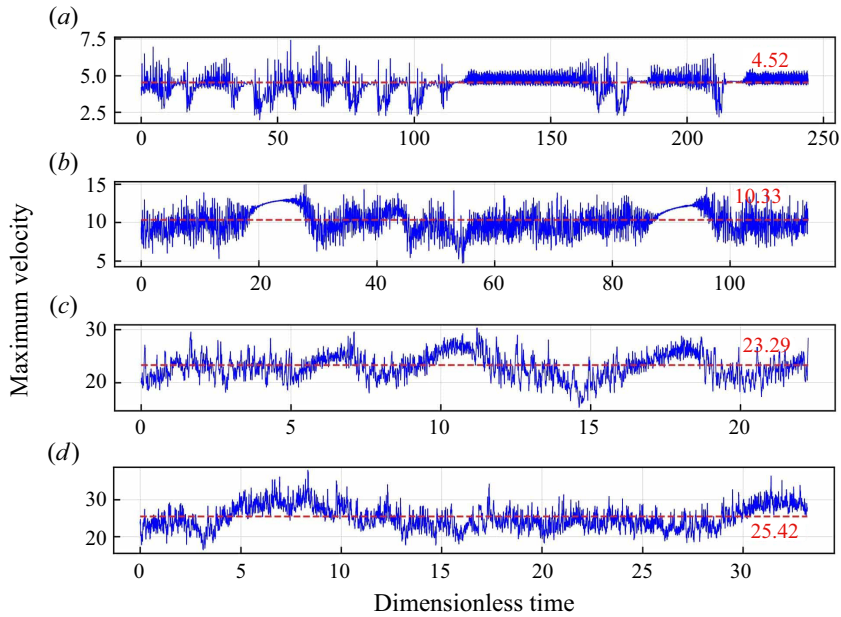 (a)
7.5
5.0
2.5
4.52
0 50 100 150 200 250
(b)
15
10
5
10.33
0 20 40 60 80 100
Maximum velocity
(c)
30
20
23.29
0 5 10 15 20
(d)
30
20
25.42
0 5 10 15 20 25 30
Dimensionless time